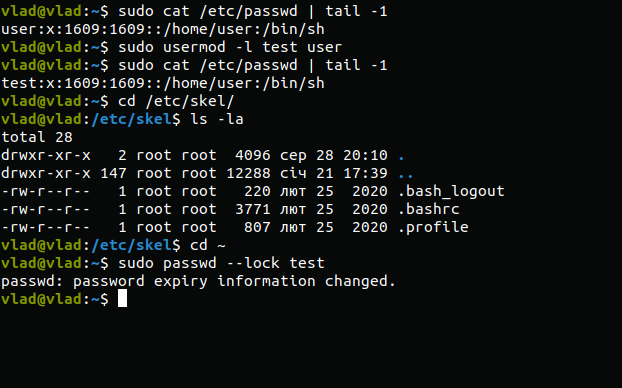 vlad@vlad:~$ sudo cat /etc/passwd | tail -1
user:x:1609:1609::/home/user:/bin/sh
vlad@vlad:~$ sudo usermod -l test user
vlad@vlad:~$ sudo cat /etc/passwd | tail -1
test:x:1609:1609::/home/user:/bin/sh
vlad@vlad:~$ cd /etc/skel/
vlad@vlad:/etc/skel$ ls -la
total 28
drwxr-xr-x   2 root root  4096 сер 28 20:10 .
drwxr-xr-x 147 root root 12288 січ 21 17:39 ..
-rw-r--r--   1 root root   220 лют 25  2020 .bash_logout
-rw-r--r--   1 root root  3771 лют 25  2020 .bashrc
-rw-r--r--   1 root root   807 лют 25  2020 .profile
vlad@vlad:/etc/skel$ cd ~
vlad@vlad:~$ sudo passwd --lock test
passwd: password expiry information changed.
vlad@vlad:~$